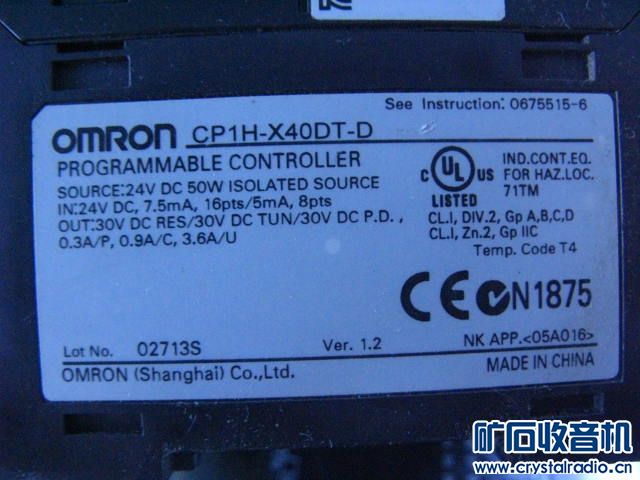 See Instruction: 0675515-6
OMRON CP1H-X40DT-D
PROGRAMMABLE CONTROLLER
SOURCE:24V DC 50W ISOLATED SOURCE
IN:24V DC, 7.5mA, 16pts/5mA, 8pts
OUT:30V DC RES/30V DC TUN/30V DC P.D.,
0.3A/P, 0.9A/C, 3.6A/U
C UL US
LISTED
IND.CONT.EQ.
FOR HAZ.LOC.
71TM
CL.I, DIV.2, Gp A,B,C,D
CL.I, Zn.2, Gp IIC
Temp. Code T4
CE N1875
Lot No. 02713S Ver. 1.2 NK APP.<05A016>
OMRON (Shanghai) Co.,Ltd. MADE IN CHINA
矿石收音机
www.crystalradio.cn